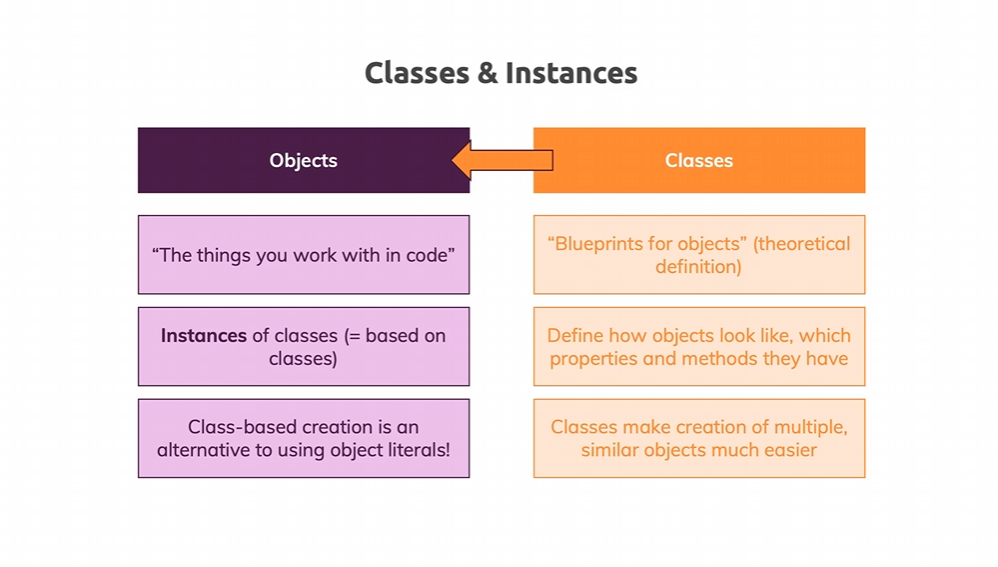 Classes & Instances
Objects
Classes
“The things you work with in code”
“Blueprints for objects” (theoretical
definition)
Instances of classes (= based on
classes)
Define how objects look like, which
properties and methods they have
Class-based creation is an
alternative to using object literals!
Classes make creation of multiple,
similar objects much easier